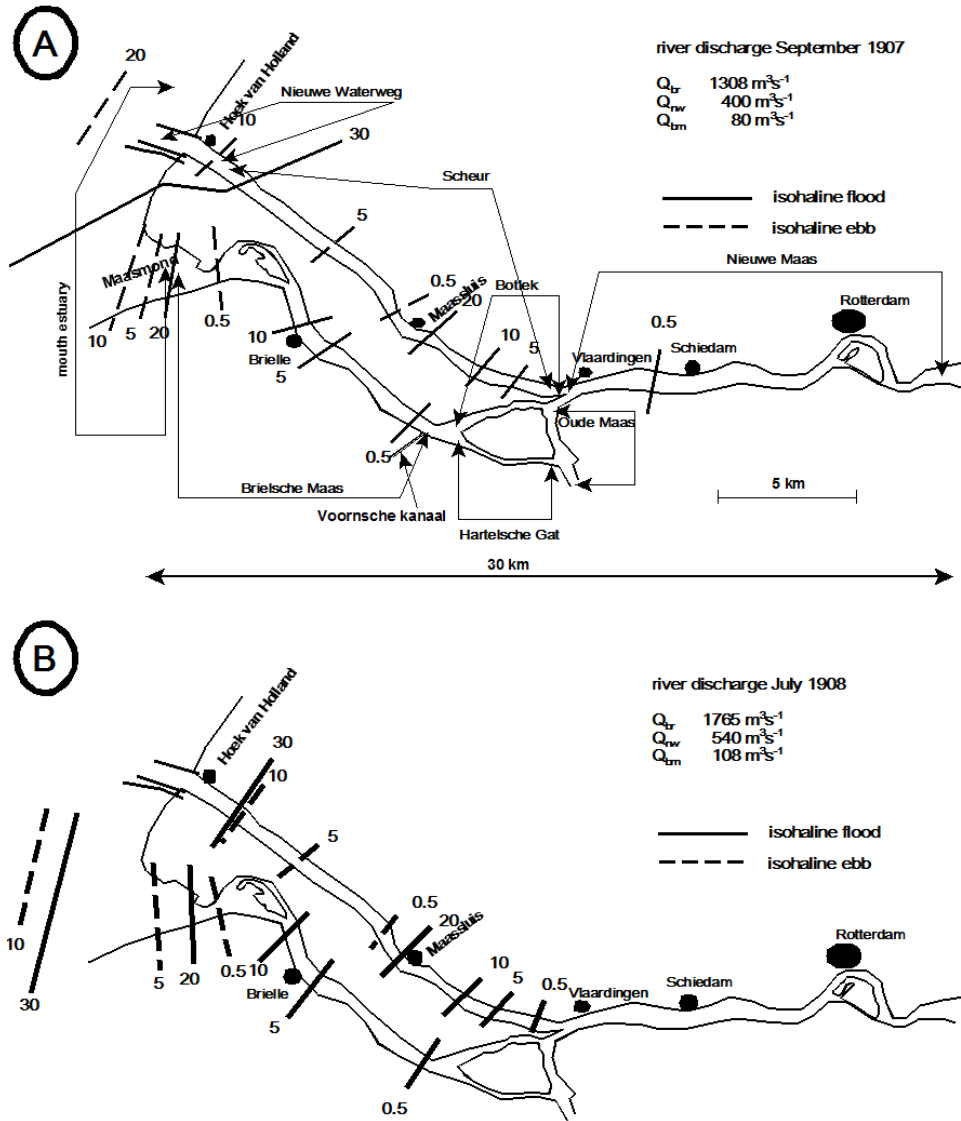 A
river discharge September 1907
Qbr 1308 m³s⁻¹
Qnw 400 m³s⁻¹
Qbm 80 m³s⁻¹
20
Hoek van Holland
Nieuwe Waterweg
10
30
Scheur
isohaline flood
isohaline ebb
5
Nieuwe Maas
Maasmond
Botlek
Rotterdam
0.5
Maassluis
20
0.5
mouth estuary
10
5
20
0.5
10
Brielle
5
10
5
Vlaardingen
Schiedam
Oude Maas
0.5
Brielsche Maas
Voornsche kanaal
Hartelsche Gat
5 km
30 km
B
river discharge July 1908
Qbr 1765 m³s⁻¹
Qnw 540 m³s⁻¹
Qbm 108 m³s⁻¹
Hoek van Holland
30
10
isohaline flood
isohaline ebb
5
0.5
20
Maassluis
Rotterdam
10
30
5
20
0.5
10
Brielle
5
10
5
0.5
Vlaardingen
Schiedam
0.5